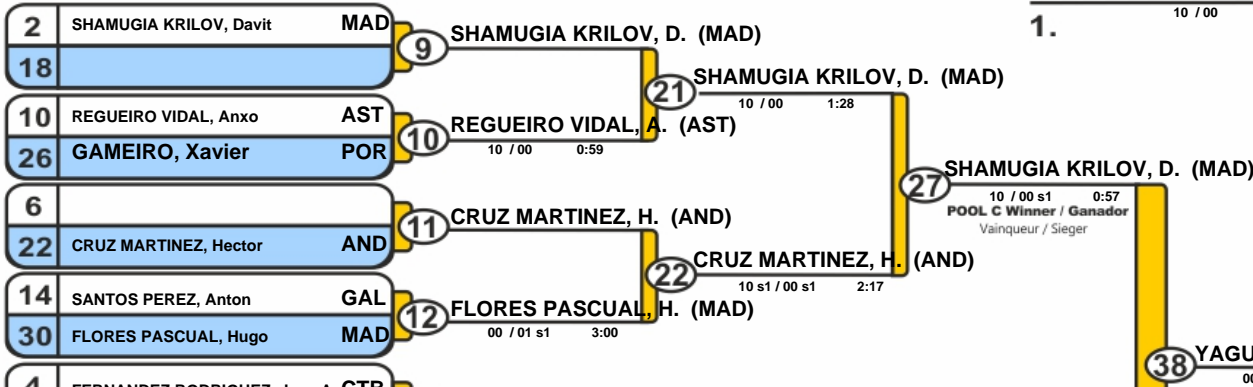 10 / 00
1.
2 SHAMUGIA KRILOV, Davit MAD
18
9 SHAMUGIA KRILOV, D. (MAD)
21 SHAMUGIA KRILOV, D. (MAD)
10 / 00 1:28
10 REGUEIRO VIDAL, Anxo AST
26 GAMEIRO, Xavier POR
10 REGUEIRO VIDAL, A. (AST)
10 / 00 0:59
27 SHAMUGIA KRILOV, D. (MAD)
10 / 00 s1 0:57
POOL C Winner / Ganador
Vainqueur / Sieger
6
22 CRUZ MARTINEZ, Hector AND
11 CRUZ MARTINEZ, H. (AND)
22 CRUZ MARTINEZ, H. (AND)
10 s1 / 00 s1 2:17
14 SANTOS PEREZ, Anton GAL
30 FLORES PASCUAL, Hugo MAD
12 FLORES PASCUAL, H. (MAD)
00 / 01 s1 3:00
38 YAGU
00
4